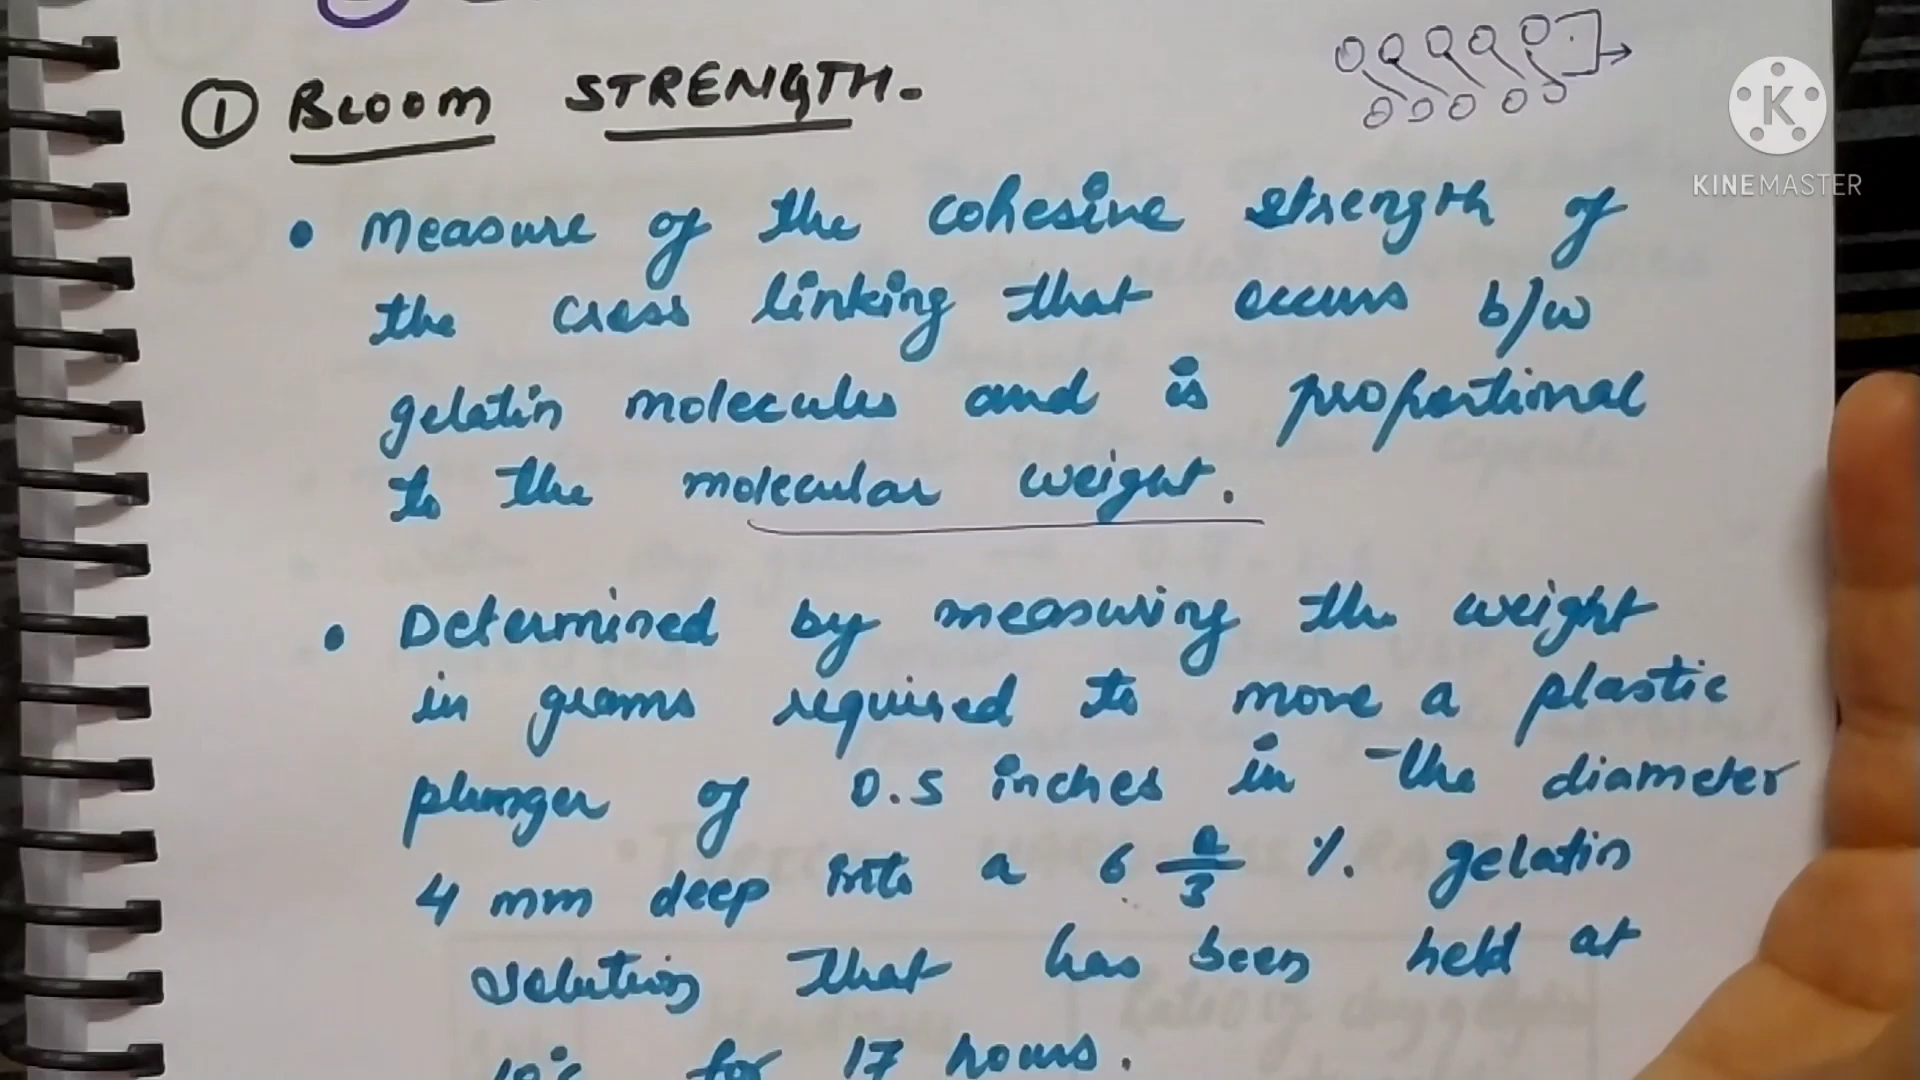 ① BLOOM STRENGTH.
K
KINEMASTER
• Measure of the cohesive strength of
the cross linking that occurs b/w
gelatin molecules and is proportional
to the molecular weight.
• Determined by measuring the weight
in grams required to move a plastic
plunger of 0.5 inches in the diameter
4 mm deep into a 6 2/3 %. gelatin
solution that has been held at
10°C for 17 hours.